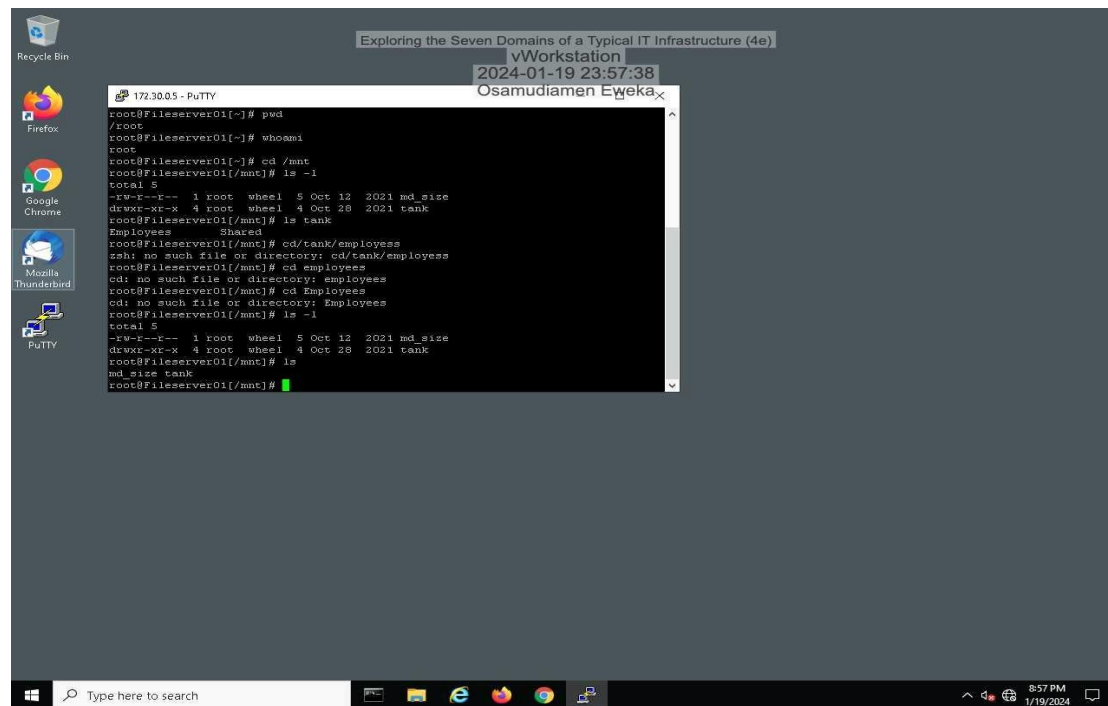 Recycle Bin
Firefox
Google
Chrome
Mozilla
Thunderbird
PuTTY
Exploring the Seven Domains of a Typical IT Infrastructure (4e)
vWorkstation
2024-01-19 23:57:38
Osamudiamen Eweka
172.30.0.5 - PuTTY
root@Fileserver01[~]# pwd
/root
root@Fileserver01[~]# whoami
root
root@Fileserver01[~]# cd /mnt
root@Fileserver01[/mnt]# ls -l
total 5
-rw-r--r--  1 root  wheel  5 Oct 12  2021 md_size
drwxr-xr-x  4 root  wheel  4 Oct 28  2021 tank
root@Fileserver01[/mnt]# ls tank
Employees       Shared
root@Fileserver01[/mnt]# cd/tank/employess
zsh: no such file or directory: cd/tank/employess
root@Fileserver01[/mnt]# cd employees
cd: no such file or directory: employees
root@Fileserver01[/mnt]# cd Employees
cd: no such file or directory: Employees
root@Fileserver01[/mnt]# ls -l
total 5
-rw-r--r--  1 root  wheel  5 Oct 12  2021 md_size
drwxr-xr-x  4 root  wheel  4 Oct 28  2021 tank
root@Fileserver01[/mnt]# ls
md_size tank
root@Fileserver01[/mnt]#
Type here to search
8:57 PM
1/19/2024